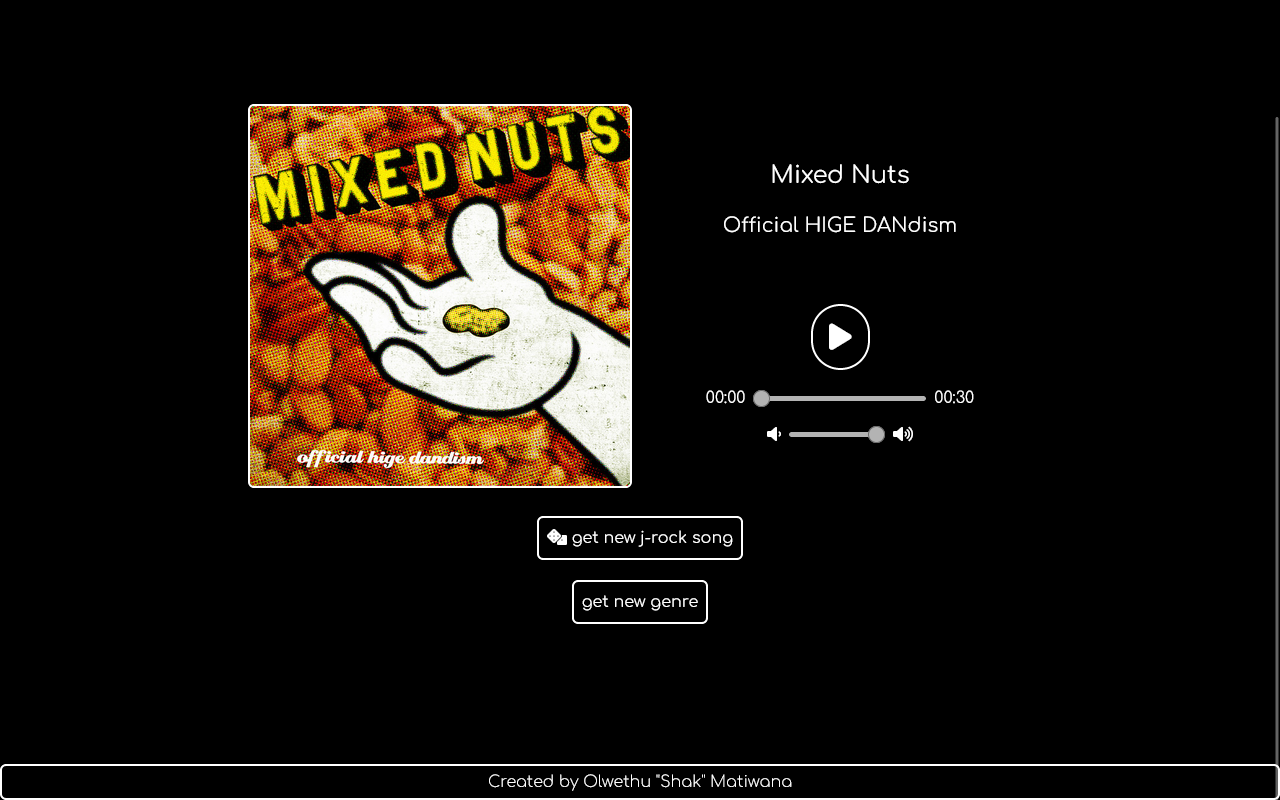 MIXED NUTS
official hige dandism
Mixed Nuts
Official HIGE DANdism
00:00
00:30
get new j-rock song
get new genre
Created by Olwethu "Shak" Matiwana